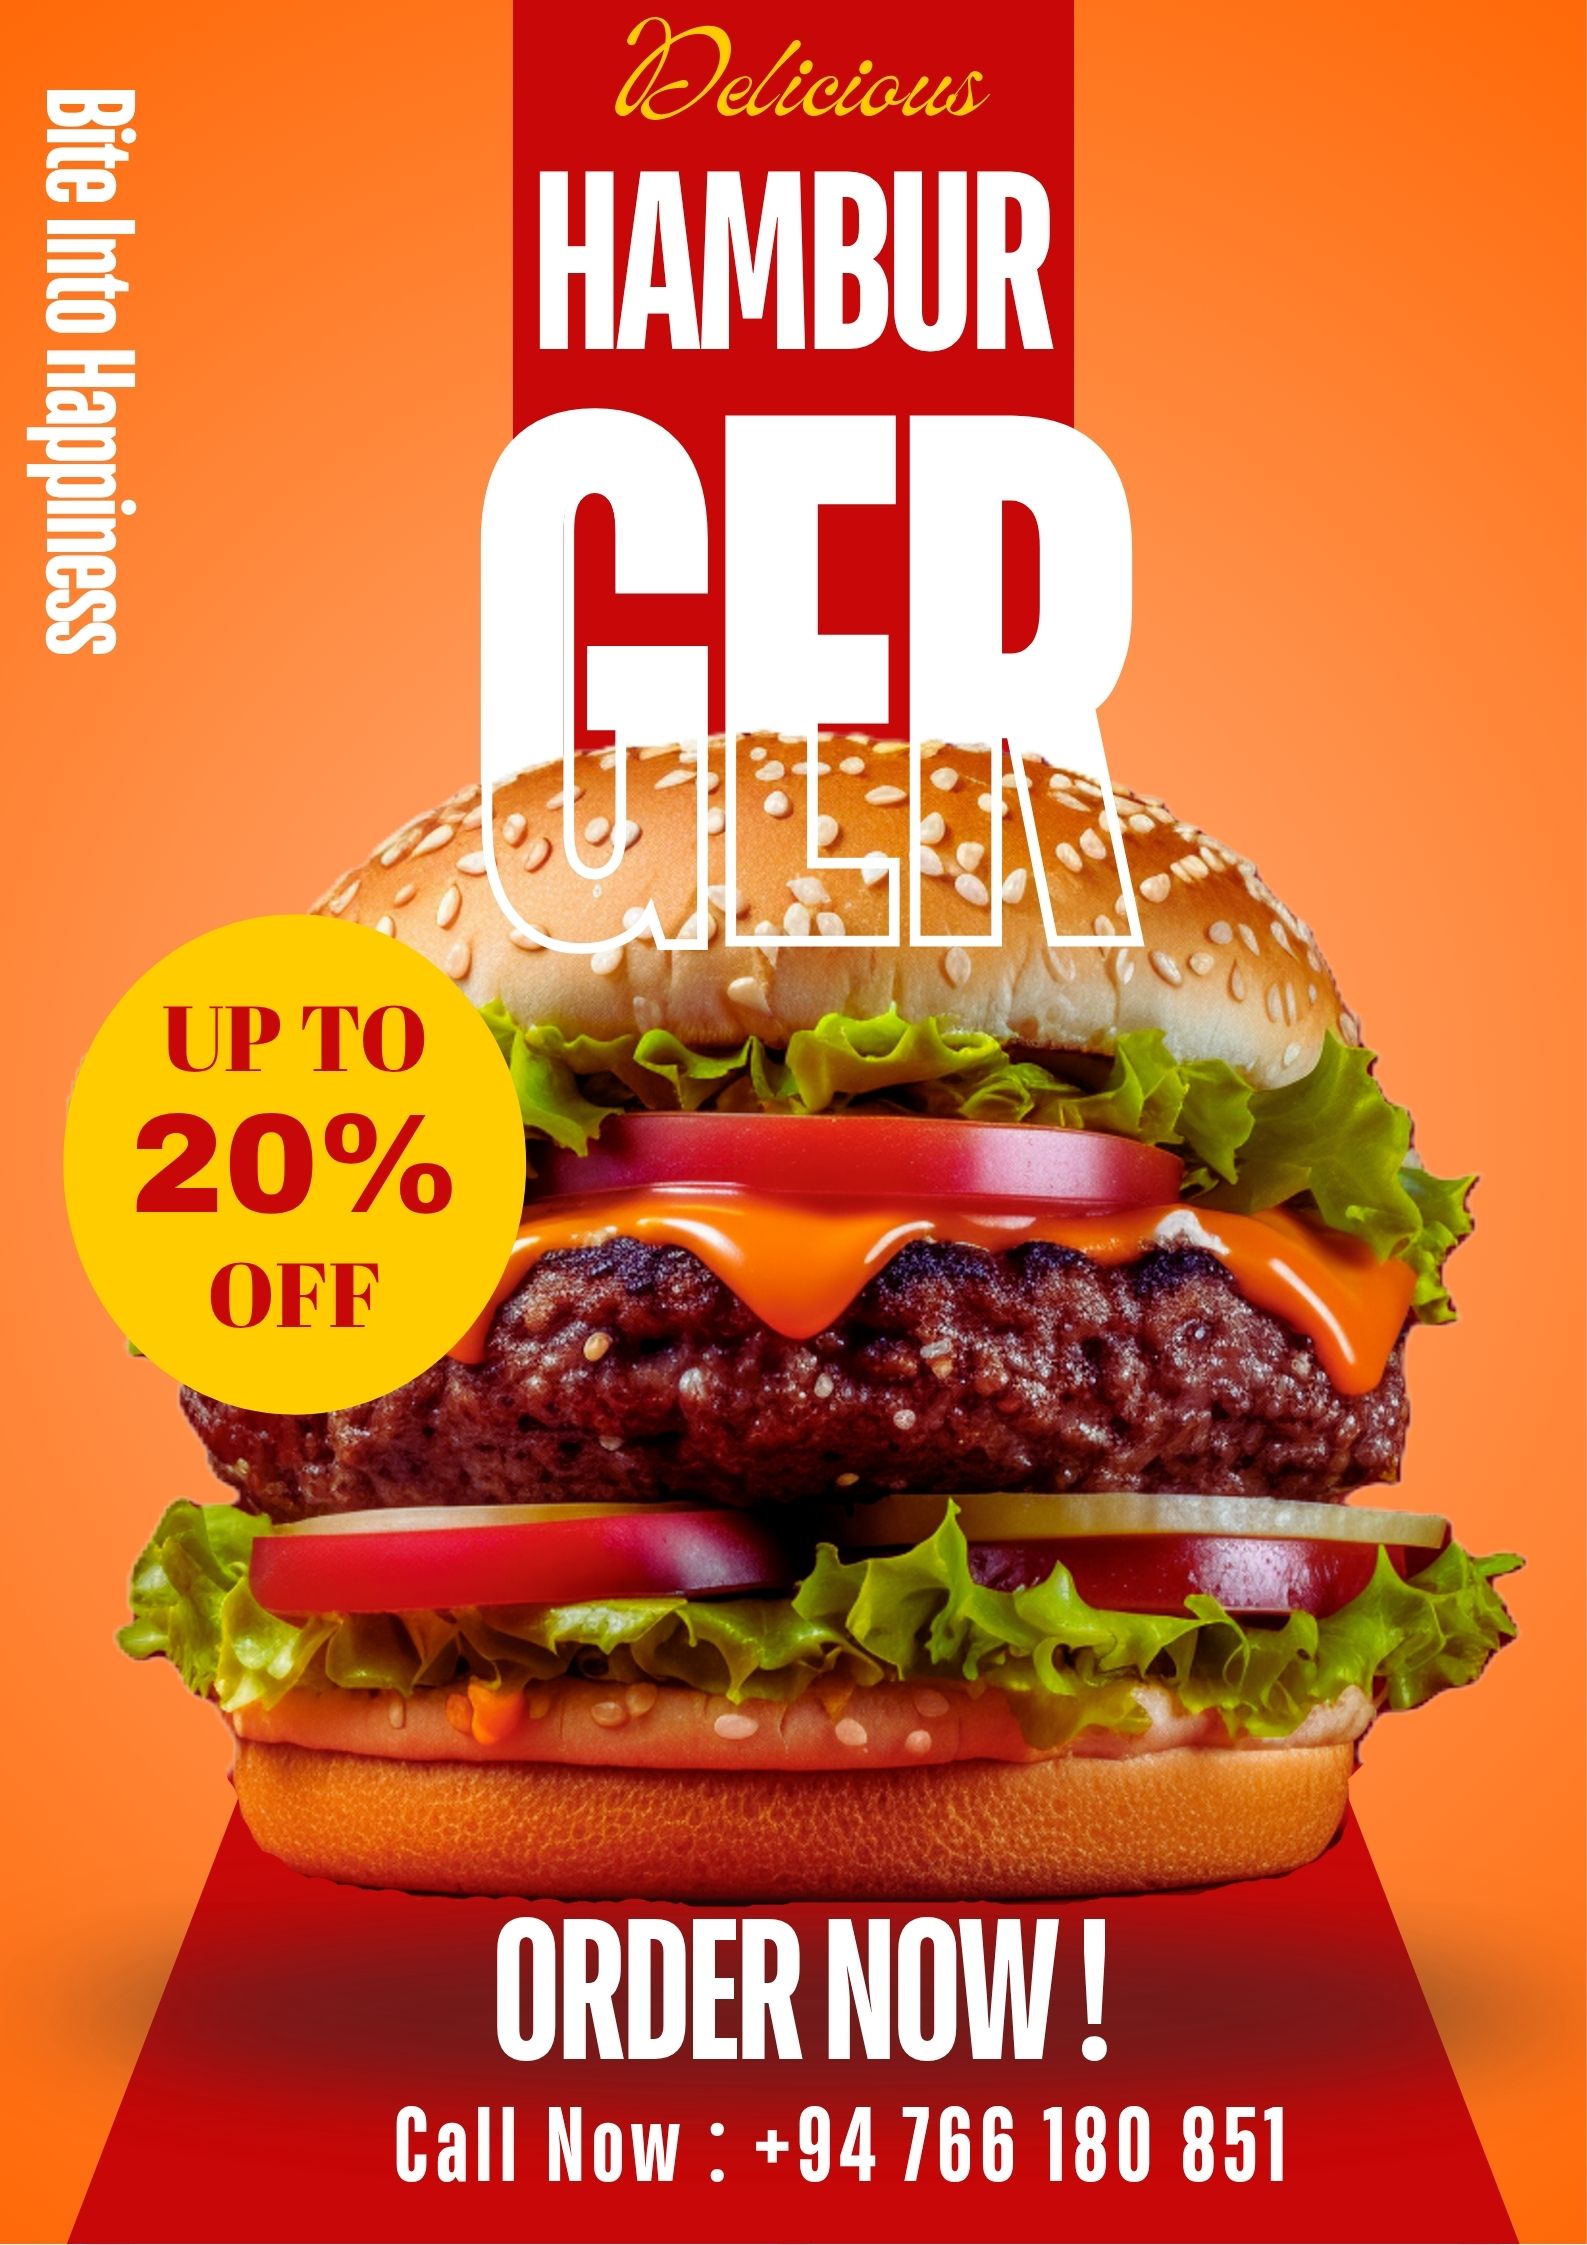 Delicious
HAMBUR
GER
Bite Into Happiness
UP TO
20%
OFF
ORDER NOW !
Call Now : +94 766 180 851